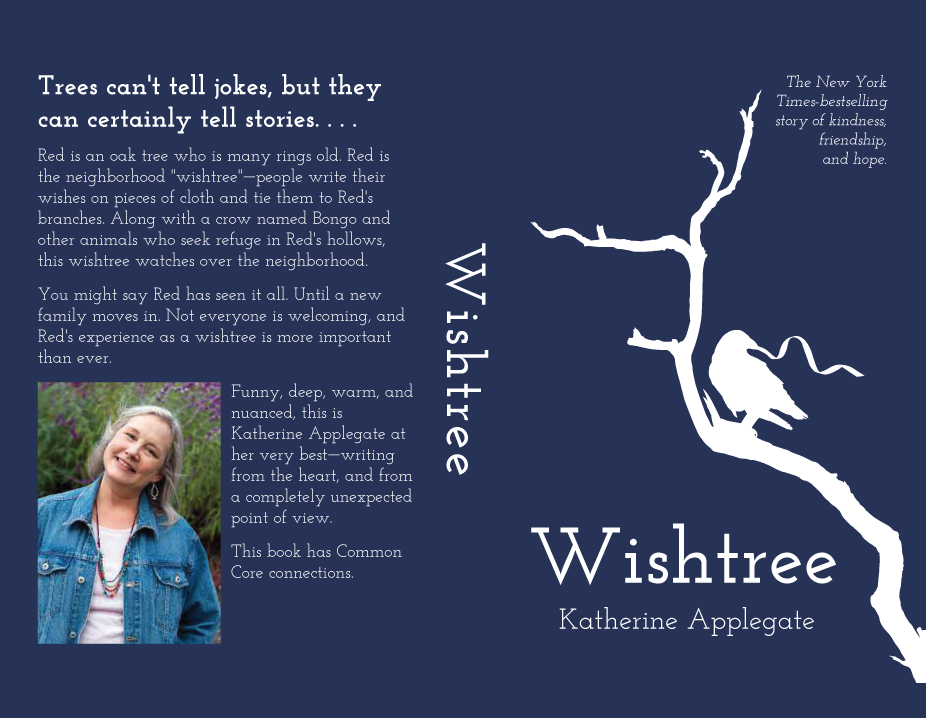 Trees can't tell jokes, but they
can certainly tell stories. . . .
Red is an oak tree who is many rings old. Red is
the neighborhood "wishtree"—people write their
wishes on pieces of cloth and tie them to Red's
branches. Along with a crow named Bongo and
other animals who seek refuge in Red's hollows,
this wishtree watches over the neighborhood.
You might say Red has seen it all. Until a new
family moves in. Not everyone is welcoming, and
Red's experience as a wishtree is more important
than ever.
Funny, deep, warm, and
nuanced, this is
Katherine Applegate at
her very best—writing
from the heart, and from
a completely unexpected
point of view.
This book has Common
Core connections.
Wishtree
The New York
Times-bestselling
story of kindness,
friendship,
and hope.
Wishtree
Katherine Applegate